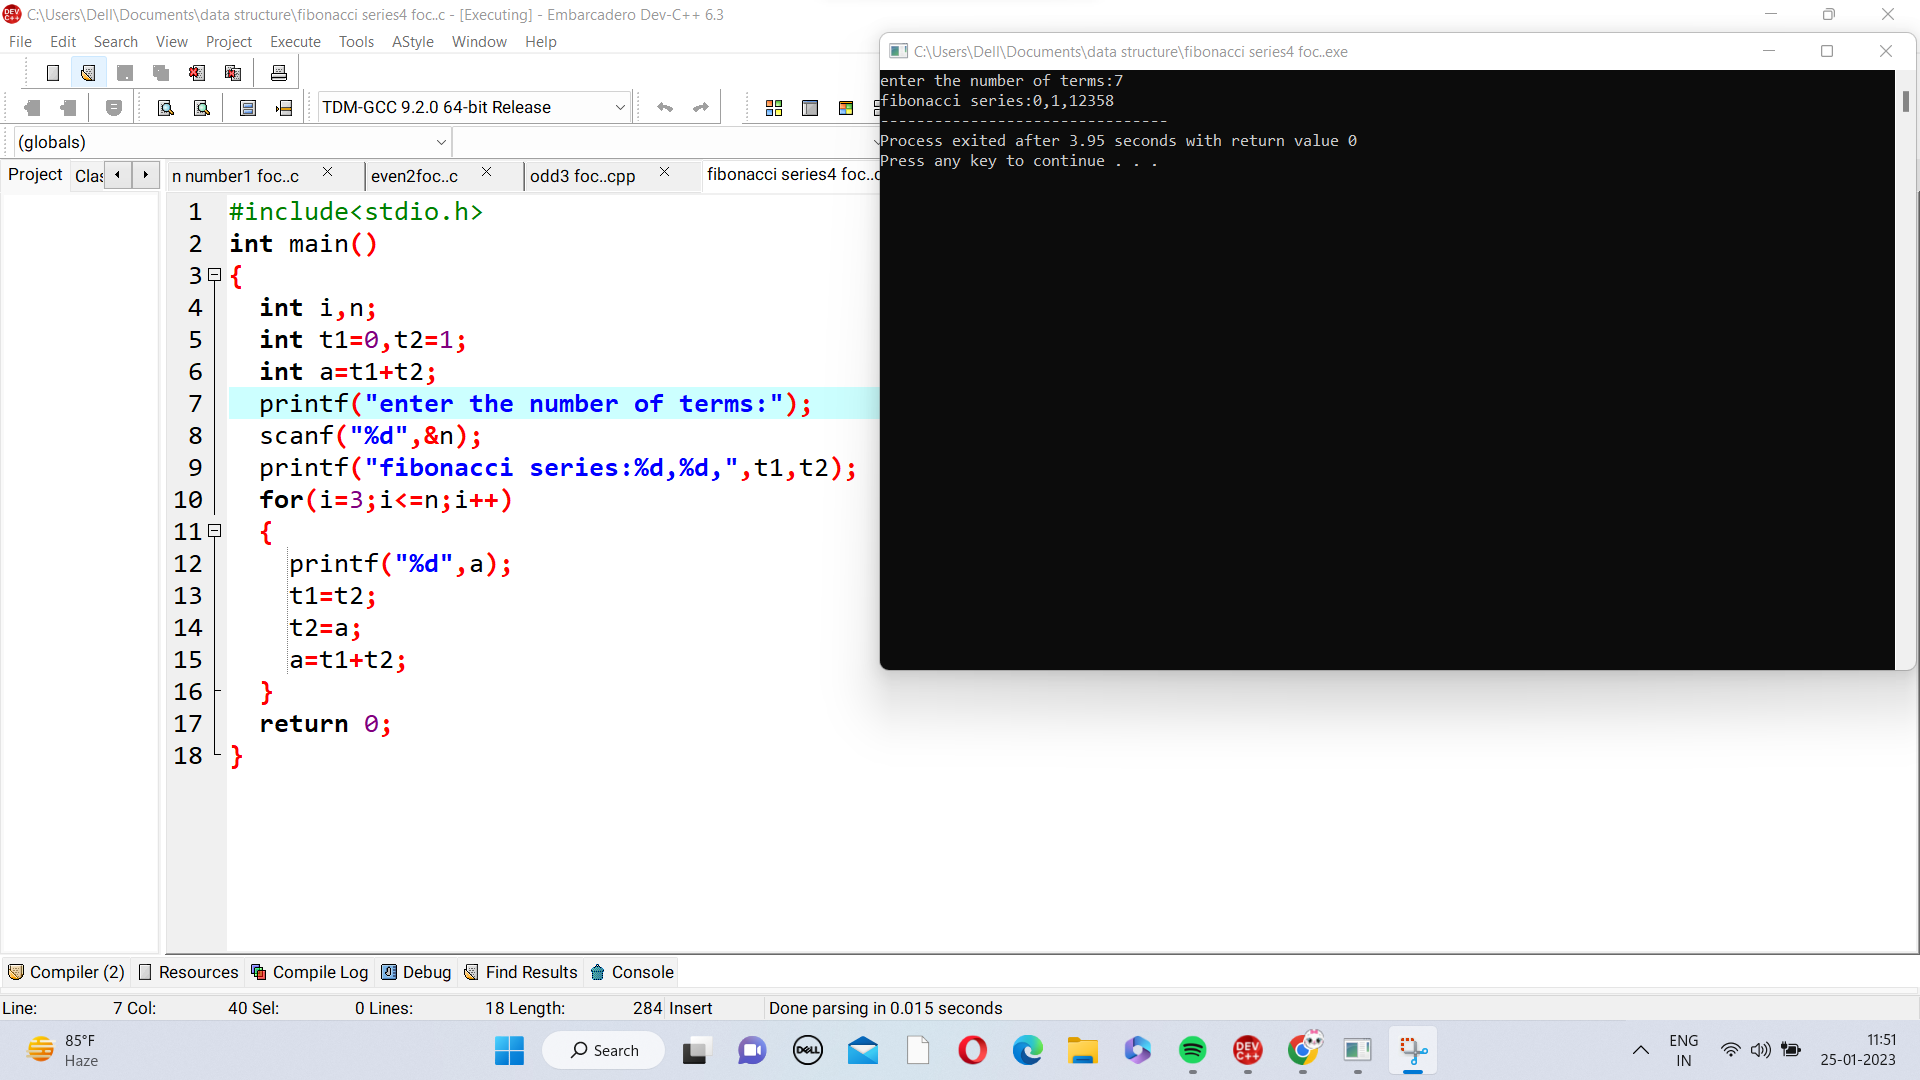 C:\Users\Dell\Documents\data structure\fibonacci series4 foc..c - [Executing] - Embarcadero Dev-C++ 6.3
File Edit Search View Project Execute Tools AStyle Window Help
TDM-GCC 9.2.0 64-bit Release
(globals)
Project Clas n number1 foc..c even2foc..c odd3 foc..cpp fibonacci series4 foc..c
1 #include<stdio.h>
2 int main()
3 {
4 int i,n;
5 int t1=0,t2=1;
6 int a=t1+t2;
7 printf("enter the number of terms:");
8 scanf("%d",&n);
9 printf("fibonacci series:%d,%d,",t1,t2);
10 for(i=3;i<=n;i++)
11 {
12 printf("%d",a);
13 t1=t2;
14 t2=a;
15 a=t1+t2;
16 }
17 return 0;
18 }
C:\Users\Dell\Documents\data structure\fibonacci series4 foc..exe
enter the number of terms:7
fibonacci series:0,1,12358
--------------------------------
Process exited after 3.95 seconds with return value 0
Press any key to continue . . .
Compiler (2) Resources Compile Log Debug Find Results Console
Line: 7 Col: 40 Sel: 0 Lines: 18 Length: 284 Insert Done parsing in 0.015 seconds
85°F
Haze
Search
DELL
DEV
C++
ENG
IN
11:51
25-01-2023